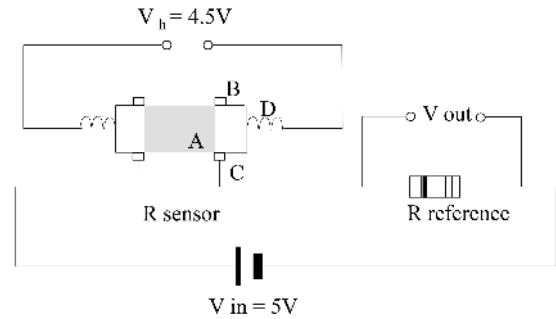 V h = 4.5V
B
D
A
V out
C
R sensor
R reference
V in = 5V